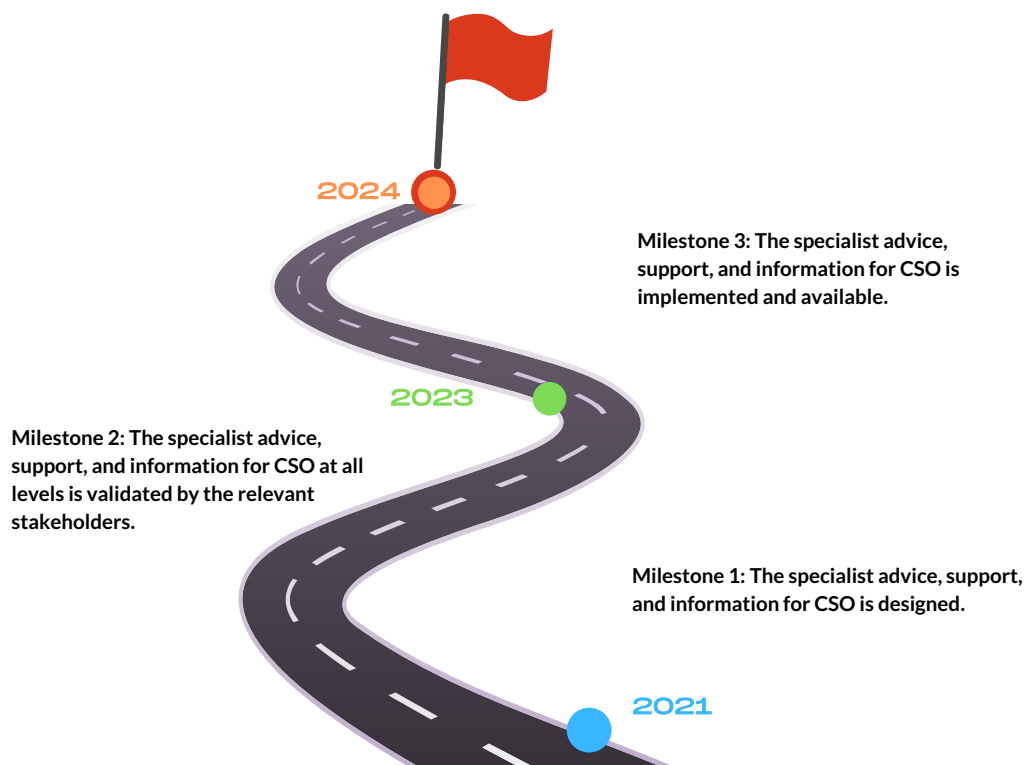 2024
Milestone 3: The specialist advice,
support, and information for CSO is
implemented and available.
2023
Milestone 2: The specialist advice,
support, and information for CSO at all
levels is validated by the relevant
stakeholders.
Milestone 1: The specialist advice, support,
and information for CSO is designed.
2021